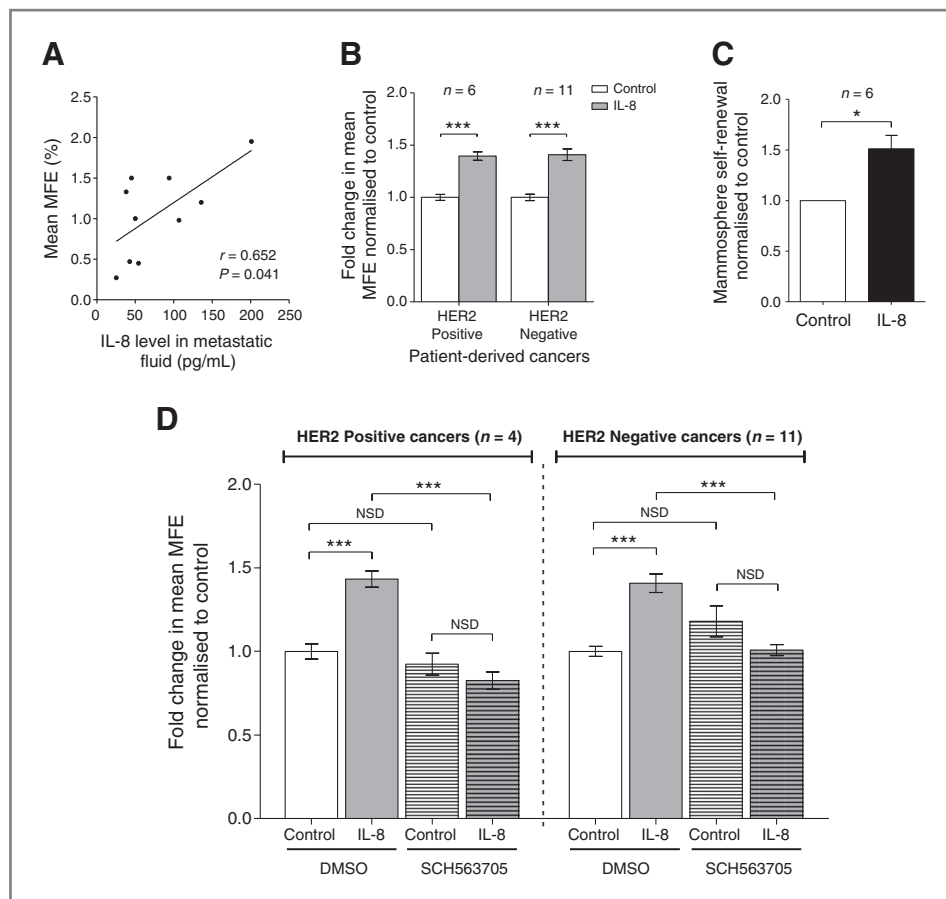 A
Mean MFE (%)
2.5
2.0
1.5
1.0
0.5
0.0
r = 0.652
P = 0.041
0 50 100 150 200 250
IL-8 level in metastatic
fluid (pg/mL)
B
Fold change in mean
MFE normalised to control
2.0
1.5
1.0
0.5
0.0
n = 6
n = 11
Control
IL-8
***
***
HER2
Positive
HER2
Negative
Patient-derived cancers
C
Mammosphere self-renewal
normalised to control
2.0
1.5
1.0
0.5
0.0
n = 6
*
Control IL-8
D
HER2 Positive cancers (n = 4)
HER2 Negative cancers (n = 11)
Fold change in mean MFE
normalised to control
2.0
1.5
1.0
0.5
0.0
***
NSD
***
NSD
***
NSD
***
NSD
Control IL-8 Control IL-8
DMSO SCH563705
Control IL-8 Control IL-8
DMSO SCH563705